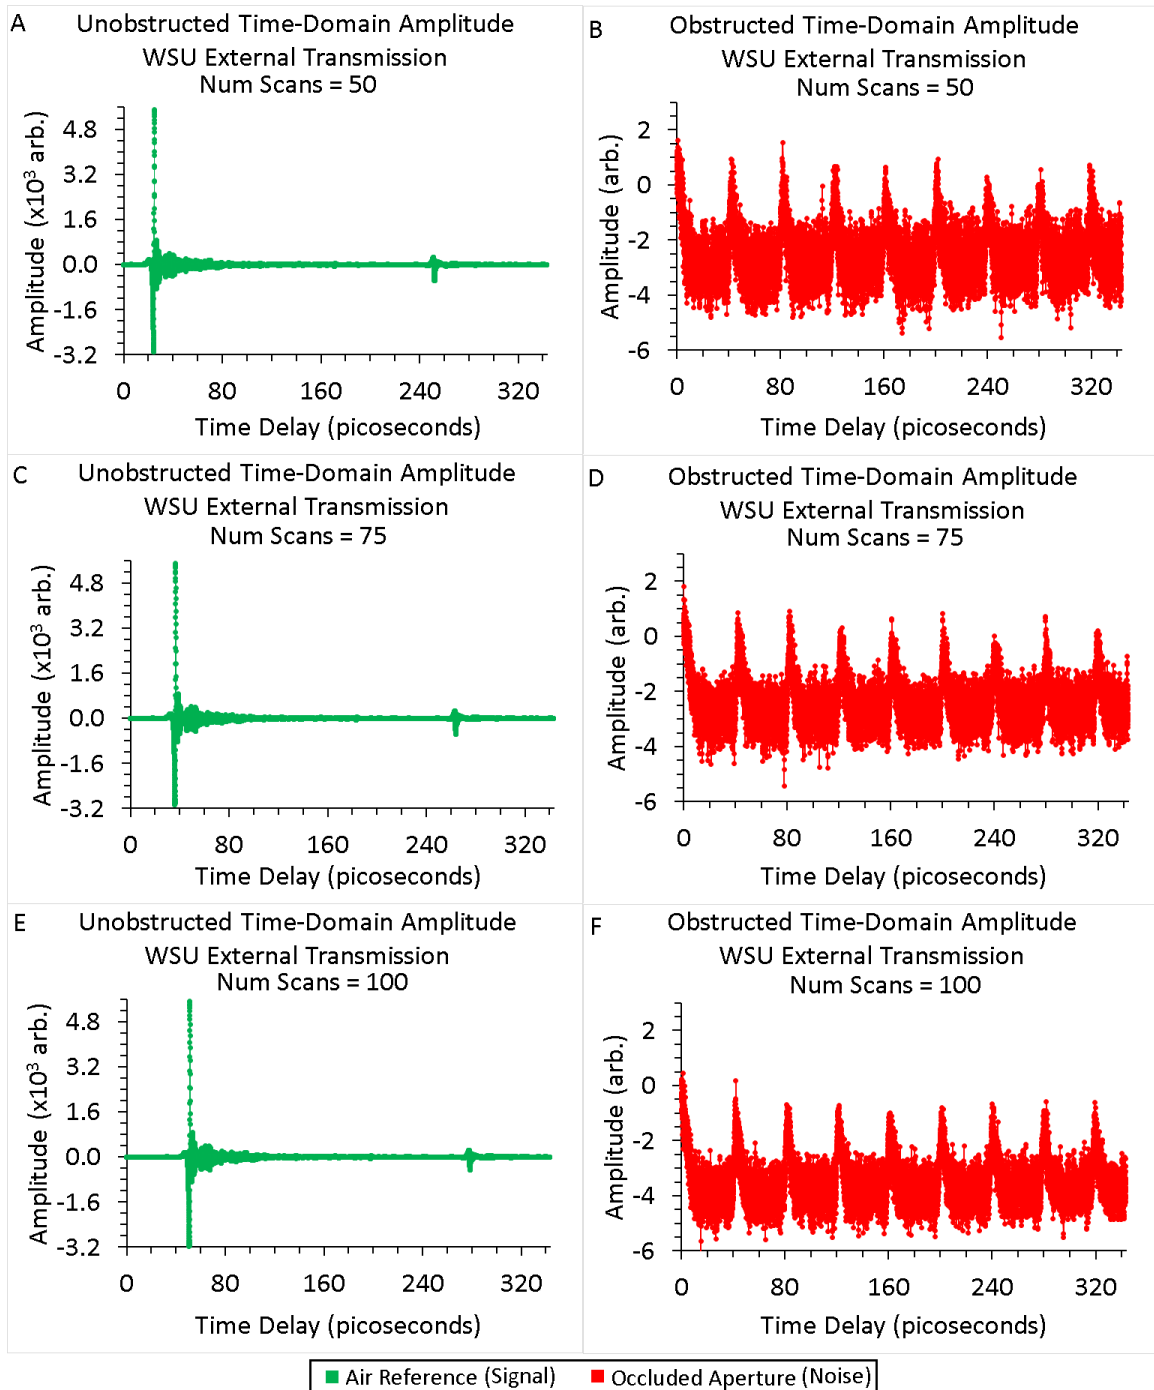 A
Unobstructed Time-Domain Amplitude
WSU External Transmission
Num Scans = 50
Amplitude (x10³ arb.)
4.8
3.2
1.6
0.0
-1.6
-3.2
0 80 160 240 320
Time Delay (picoseconds)
B
Obstructed Time-Domain Amplitude
WSU External Transmission
Num Scans = 50
Amplitude (arb.)
2
0
-2
-4
-6
0 80 160 240 320
Time Delay (picoseconds)
C
Unobstructed Time-Domain Amplitude
WSU External Transmission
Num Scans = 75
Amplitude (x10³ arb.)
4.8
3.2
1.6
0.0
-1.6
-3.2
0 80 160 240 320
Time Delay (picoseconds)
D
Obstructed Time-Domain Amplitude
WSU External Transmission
Num Scans = 75
Amplitude (arb.)
2
0
-2
-4
-6
0 80 160 240 320
Time Delay (picoseconds)
E
Unobstructed Time-Domain Amplitude
WSU External Transmission
Num Scans = 100
Amplitude (x10³ arb.)
4.8
3.2
1.6
0.0
-1.6
-3.2
0 80 160 240 320
Time Delay (picoseconds)
F
Obstructed Time-Domain Amplitude
WSU External Transmission
Num Scans = 100
Amplitude (arb.)
2
0
-2
-4
-6
0 80 160 240 320
Time Delay (picoseconds)
Air Reference (Signal) Occluded Aperture (Noise)